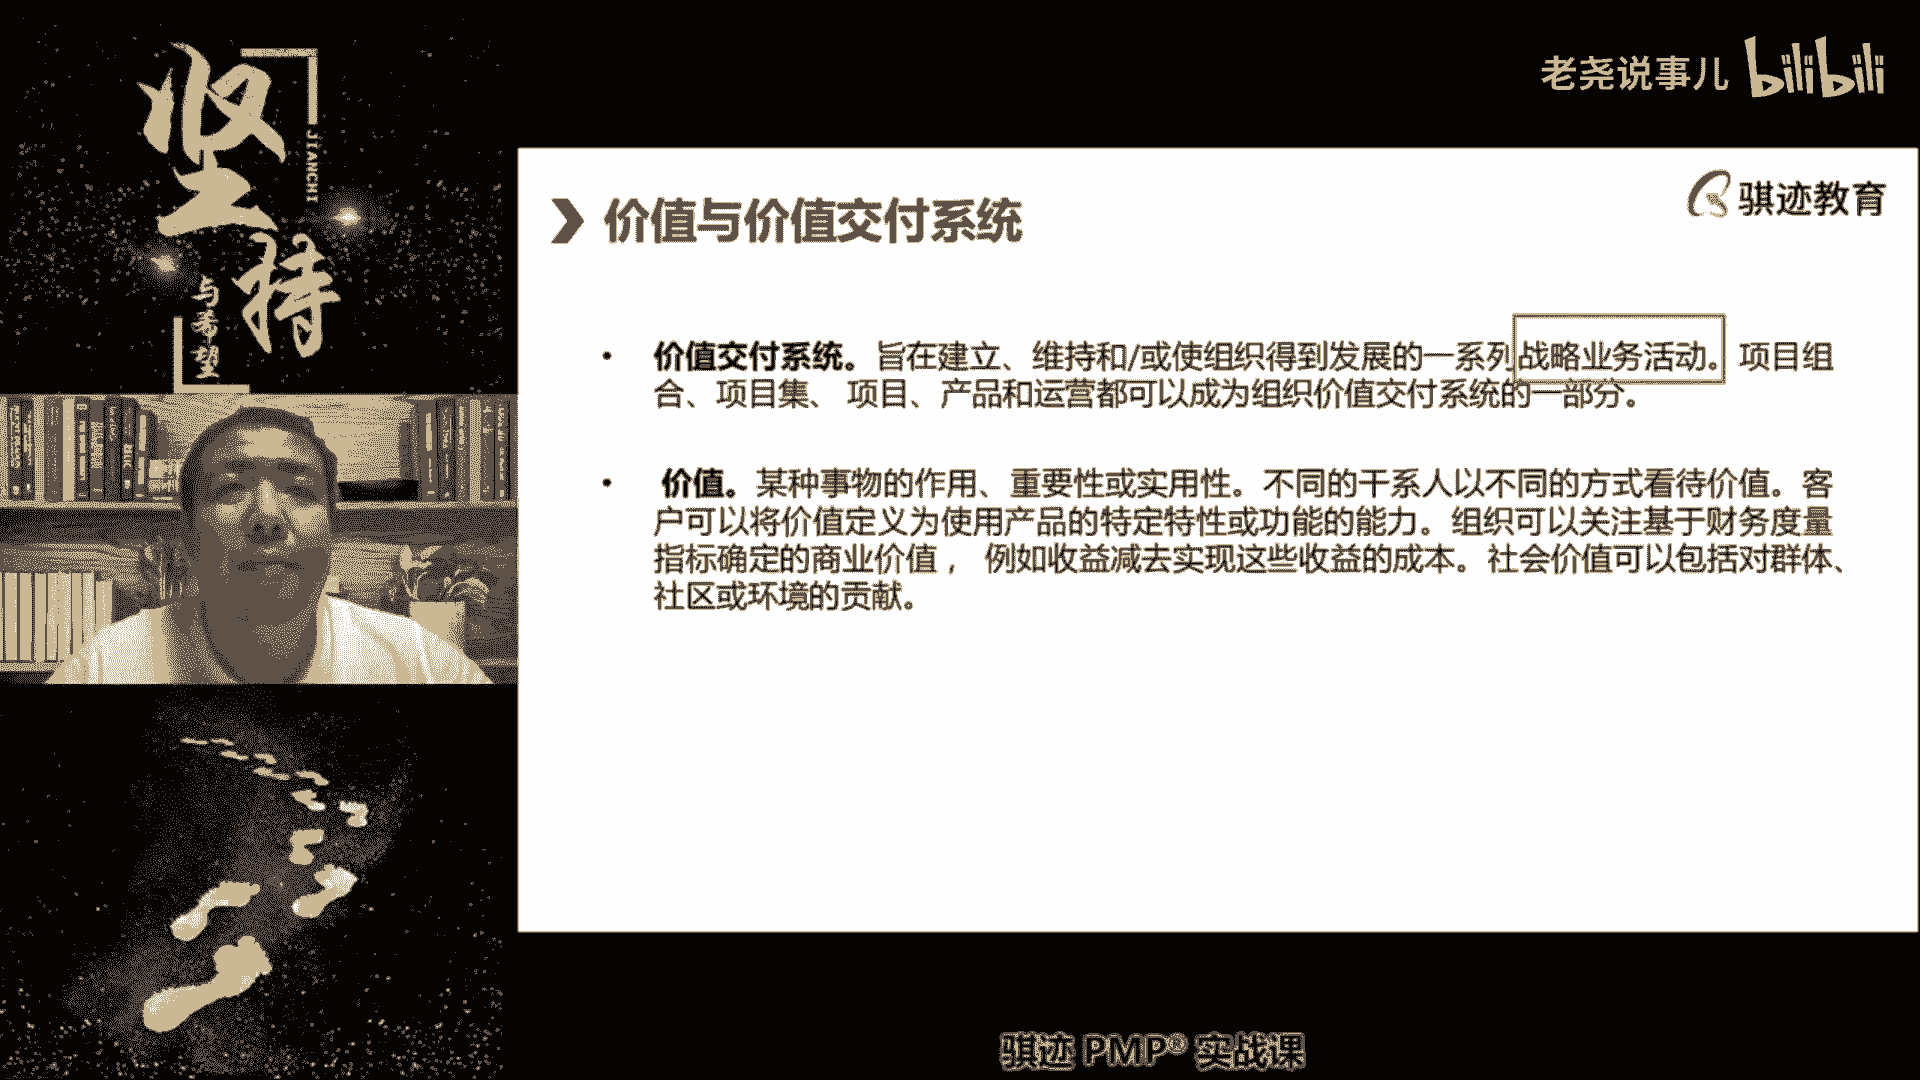 坚持
JIANCHI
与希望
老尧说事儿 bilibili
骐迹教育
价值与价值交付系统
• 价值交付系统。旨在建立、维持和/或使组织得到发展的一系列战略业务活动。 项目组
合、项目集、 项目、产品和运营都可以成为组织价值交付系统的一部分。
• 价值。某种事物的作用、重要性或实用性。不同的干系人以不同的方式看待价值。客
户可以将价值定义为使用产品的特定特性或功能的能力。组织可以关注基于财务度量
指标确定的商业价值， 例如收益减去实现这些收益的成本。社会价值可以包括对群体、
社区或环境的贡献。
骐迹 PMP® 实战课